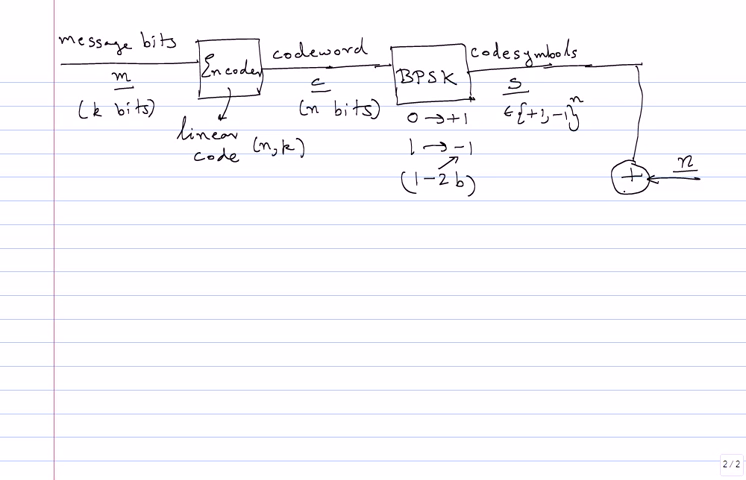 message bits
m
(k bits)
Encoder
linear
code (n,k)
codeword
c
(n bits)
BPSK
0 → +1
1 → -1
(1-2b)
codesymbols
s
∈{+1,-1}ⁿ
+
n
2 / 2